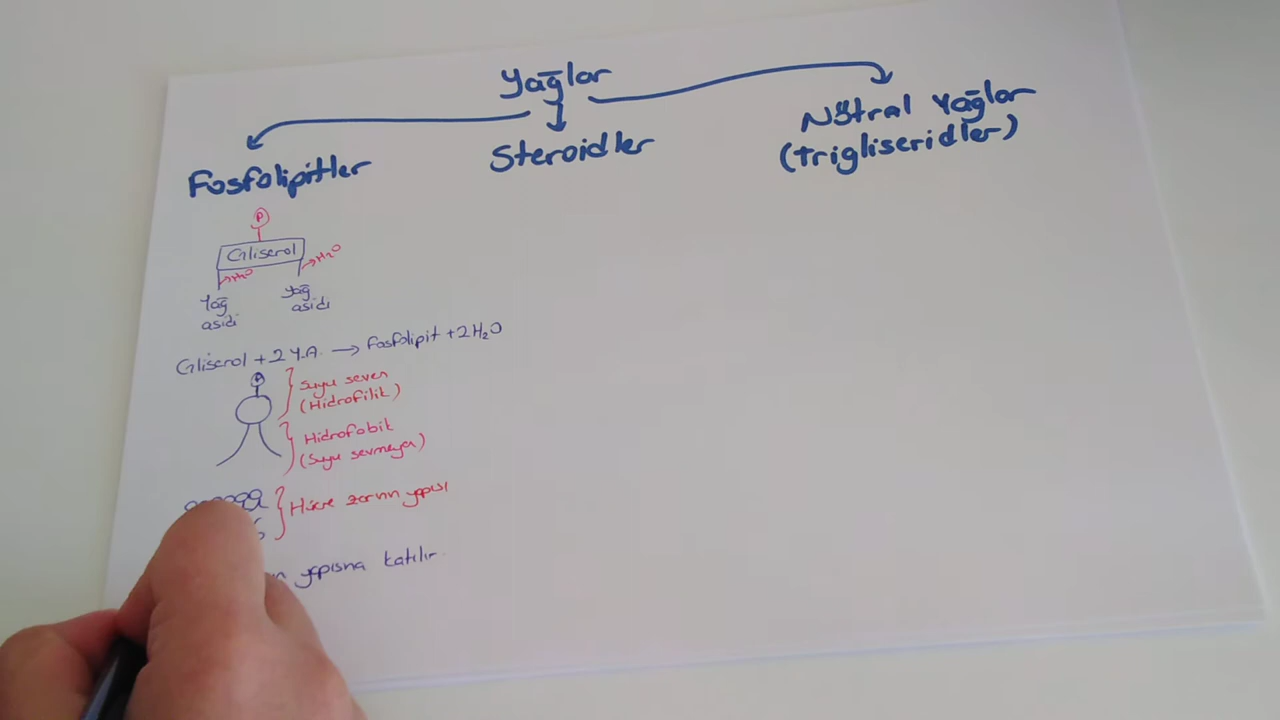 Yağlar
Fosfolipitler
Steroidler
Nötral Yağlar
(trigliseridler)
P
Gliserol
H₂O
H₂O
Yağ
asidi
Yağ
asidi
Gliserol + 2 Y.A. → Fosfolipit + 2H₂O
P
Suyu seven
(Hidrofilik)
Hidrofobik
(Suyu sevmeyen)
Hücre zarının yapısı
yapısına katılır.